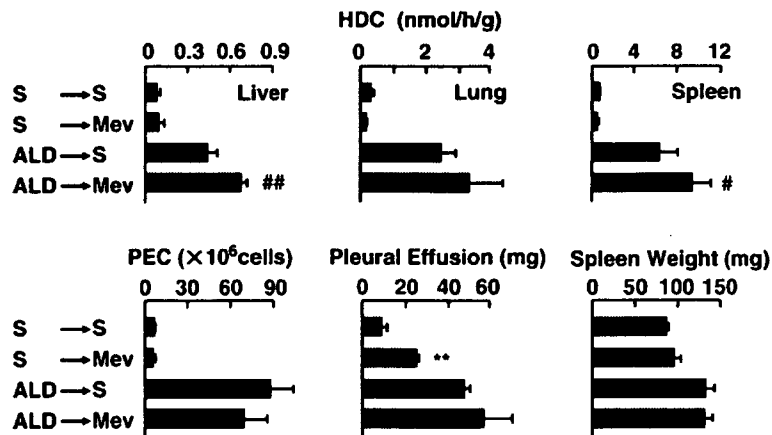 HDC (nmol/h/g)
0 0.3 0.6 0.9
0 2 4
0 4 8 12
Liver
Lung
Spleen
S → S
S → Mev
ALD → S
ALD → Mev ##
#
PEC (×10⁶cells)
Pleural Effusion (mg)
Spleen Weight (mg)
0 30 60 90
0 20 40 60
0 50 100 150
S → S
S → Mev **
ALD → S
ALD → Mev